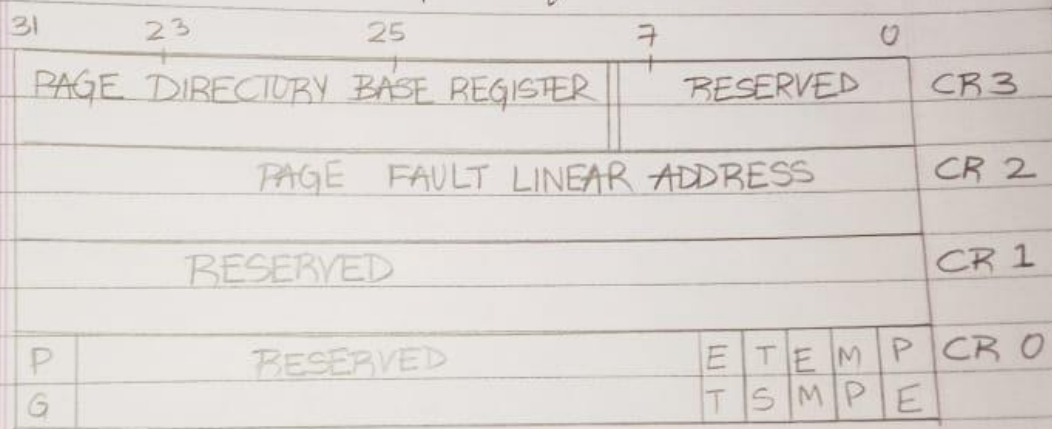 31 23 25 7 0
PAGE DIRECTORY BASE REGISTER RESERVED CR3
PAGE FAULT LINEAR ADDRESS CR 2
RESERVED CR 1
P RESERVED E T E M P CR 0
G T S M P E